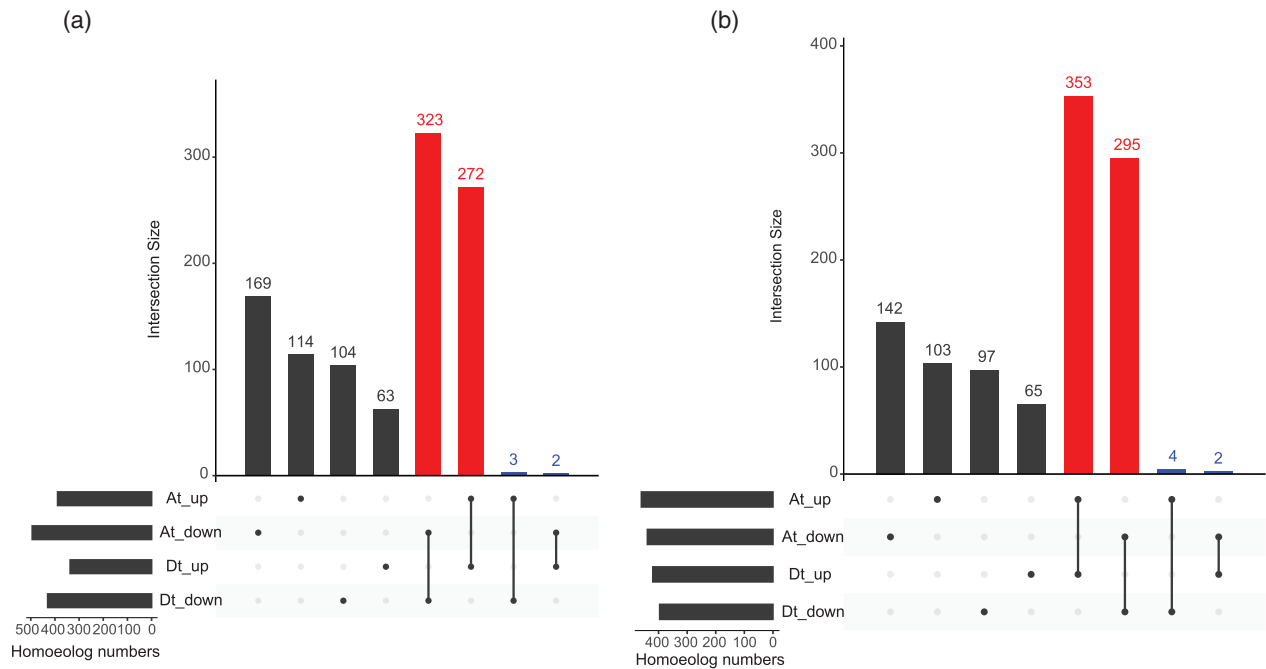 (a)
Intersection Size
300
200
100
0
169
114
104
63
323
272
3
2
At_up
At_down
Dt_up
Dt_down
500 400 300 200 100 0
Homoeolog numbers
(b)
Intersection Size
400
300
200
100
0
142
103
97
65
353
295
4
2
At_up
At_down
Dt_up
Dt_down
400 300 200 100 0
Homoeolog numbers